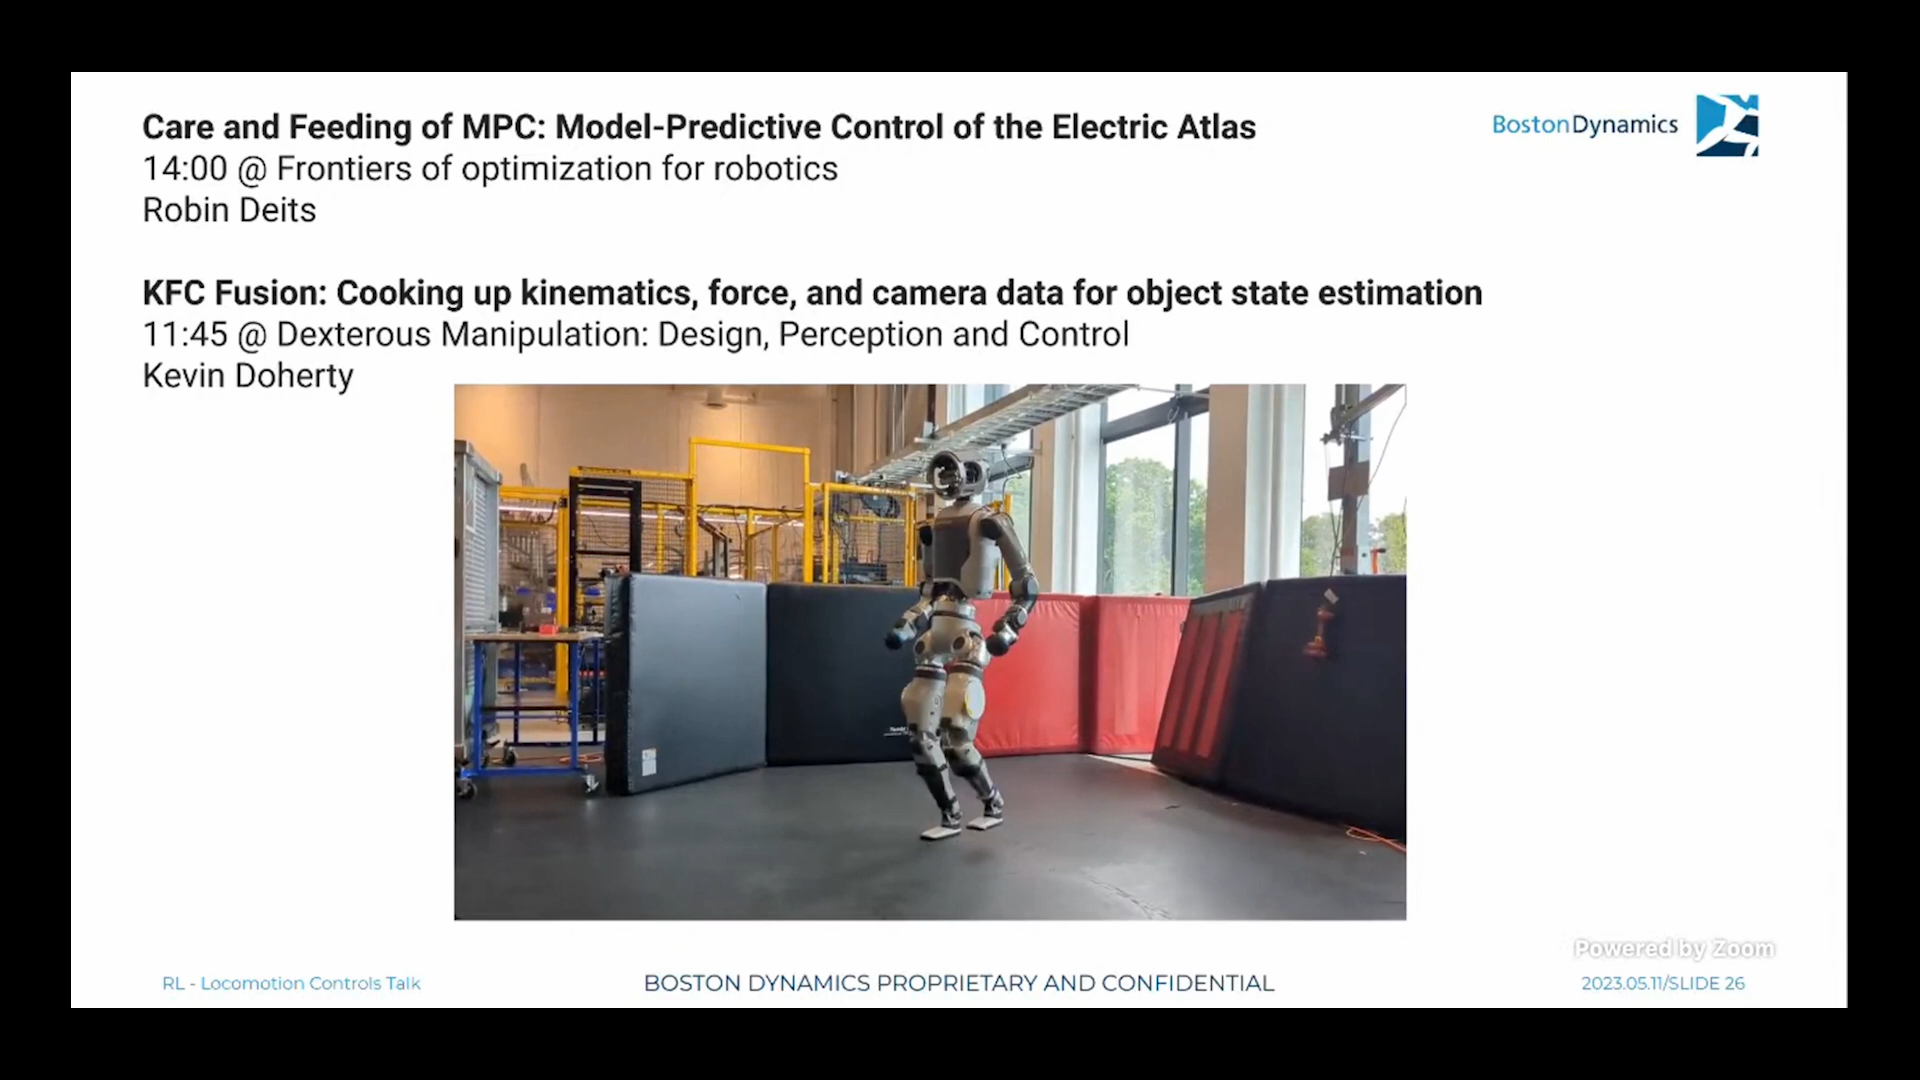 Care and Feeding of MPC: Model-Predictive Control of the Electric Atlas
14:00 @ Frontiers of optimization for robotics
Robin Deits
BostonDynamics
KFC Fusion: Cooking up kinematics, force, and camera data for object state estimation
11:45 @ Dexterous Manipulation: Design, Perception and Control
Kevin Doherty
Powered by Zoom
RL - Locomotion Controls Talk
BOSTON DYNAMICS PROPRIETARY AND CONFIDENTIAL
2023.05.11/SLIDE 26